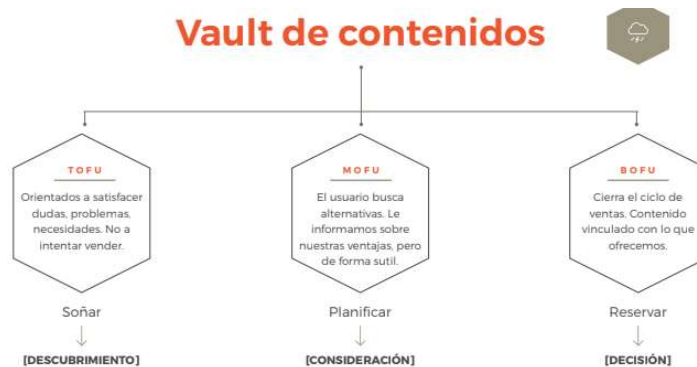 Vault de contenidos
TOFU
Orientados a satisfacer
dudas, problemas,
necesidades. No a
intentar vender.
Soñar
[DESCUBRIMIENTO]
MOFU
El usuario busca
alternativas. Le
informamos sobre
nuestras ventajas, pero
de forma sutil.
Planificar
[CONSIDERACIÓN]
BOFU
Cierra el ciclo de
ventas. Contenido
vinculado con lo que
ofrecemos.
Reservar
[DECISIÓN]